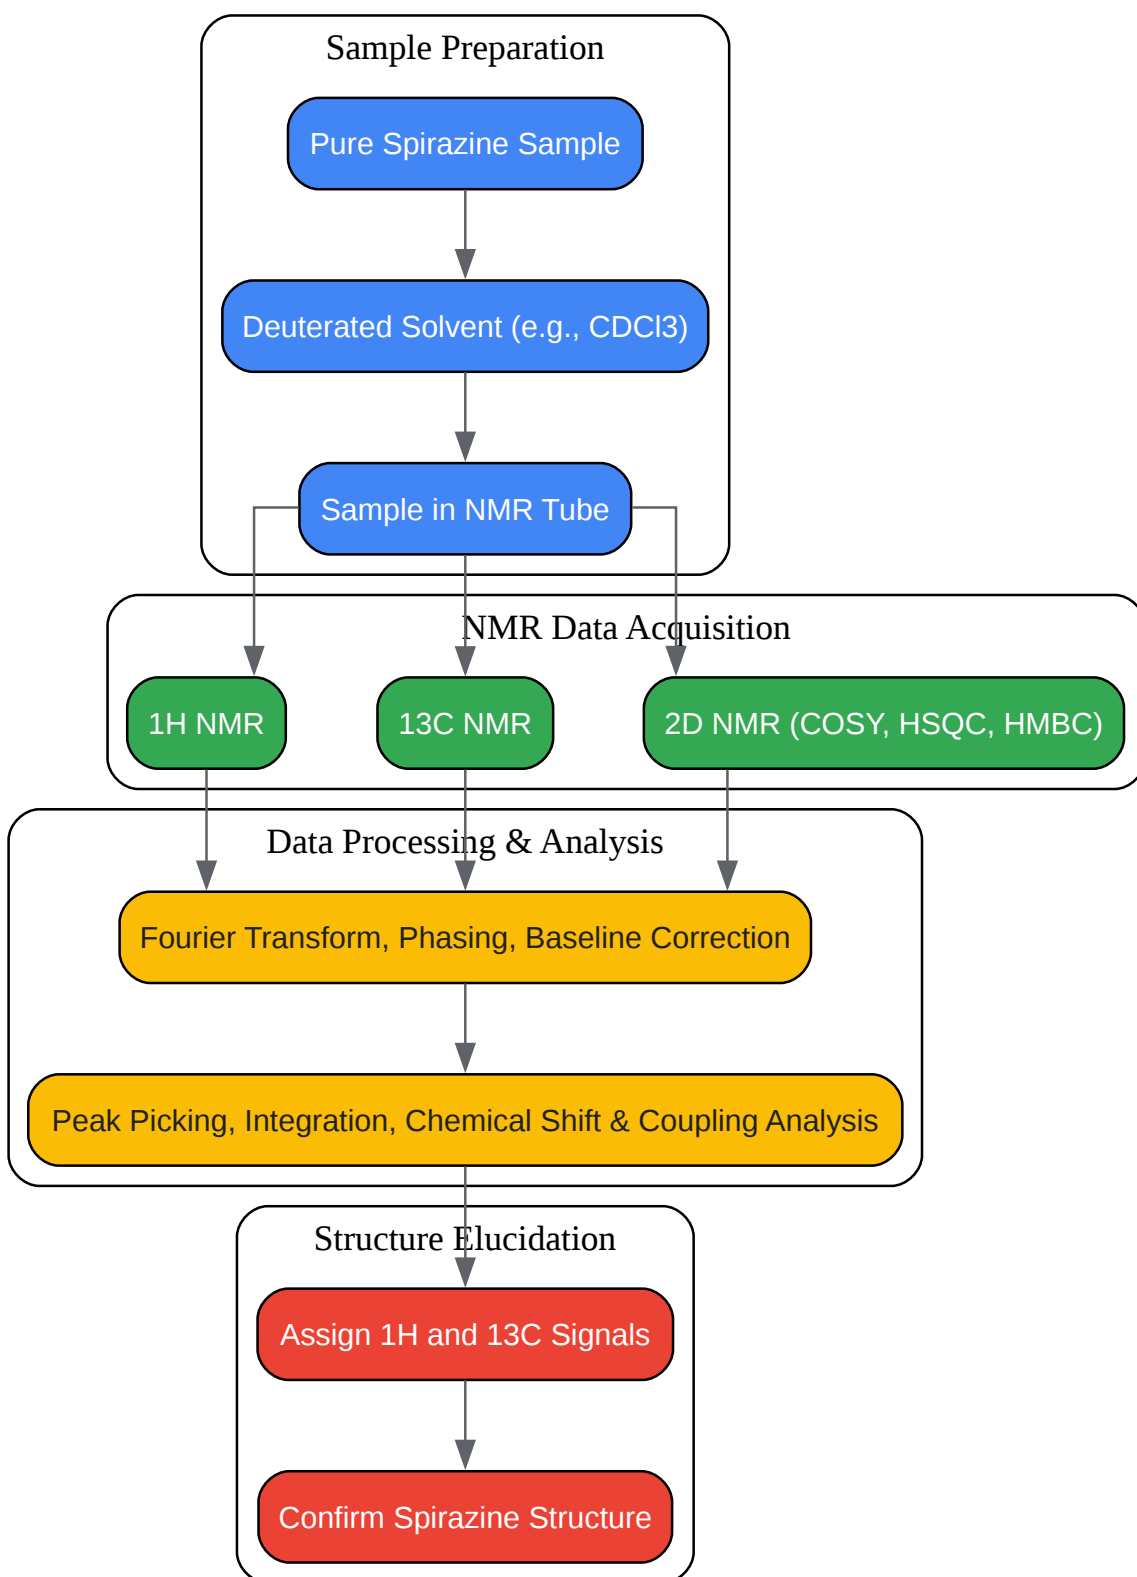 Sample Preparation
Pure Spirazine Sample
Deuterated Solvent (e.g., CDCl3)
Sample in NMR Tube
NMR Data Acquisition
1H NMR
13C NMR
2D NMR (COSY, HSQC, HMBC)
Data Processing & Analysis
Fourier Transform, Phasing, Baseline Correction
Peak Picking, Integration, Chemical Shift & Coupling Analysis
Structure Elucidation
Assign 1H and 13C Signals
Confirm Spirazine Structure